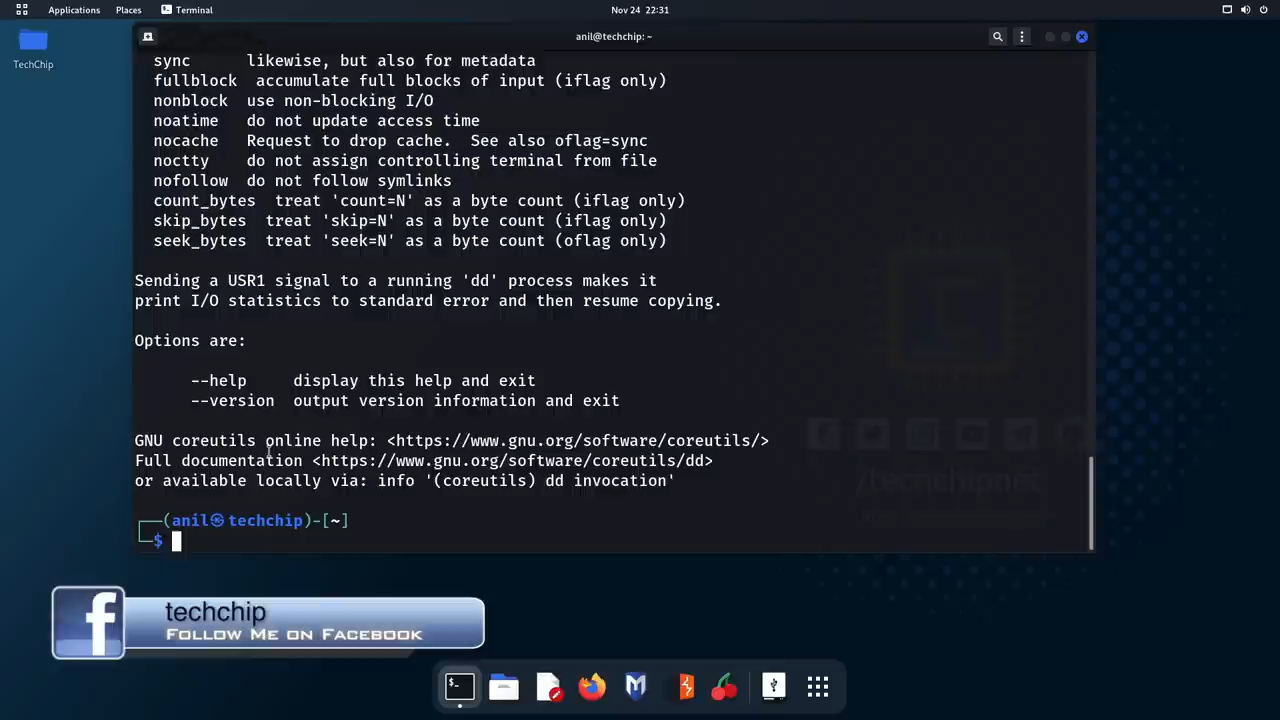 Applications Places Terminal
Nov 24 22:31
TechChip
anil@techchip: ~
sync likewise, but also for metadata
fullblock accumulate full blocks of input (iflag only)
nonblock use non-blocking I/O
noatime do not update access time
nocache Request to drop cache. See also oflag=sync
noctty do not assign controlling terminal from file
nofollow do not follow symlinks
count_bytes treat 'count=N' as a byte count (iflag only)
skip_bytes treat 'skip=N' as a byte count (iflag only)
seek_bytes treat 'seek=N' as a byte count (oflag only)
Sending a USR1 signal to a running 'dd' process makes it
print I/O statistics to standard error and then resume copying.
Options are:
--help display this help and exit
--version output version information and exit
GNU coreutils online help: <https://www.gnu.org/software/coreutils/>
Full documentation <https://www.gnu.org/software/coreutils/dd>
or available locally via: info '(coreutils) dd invocation'
/techchipnet
┌──(anil㉿techchip)-[~]
└─$
f
techchip
Follow Me on Facebook
$_